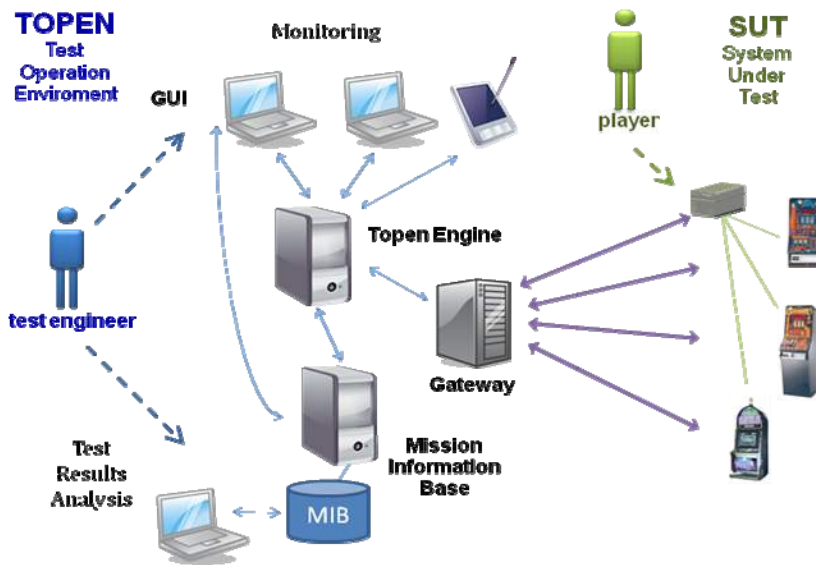 TOPEN
Test
Operation
Enviroment
Monitoring
GUI
player
SUT
System
Under
Test
Topen Engine
test engineer
Gateway
Mission
Information
Base
Test
Results
Analysis
MIB